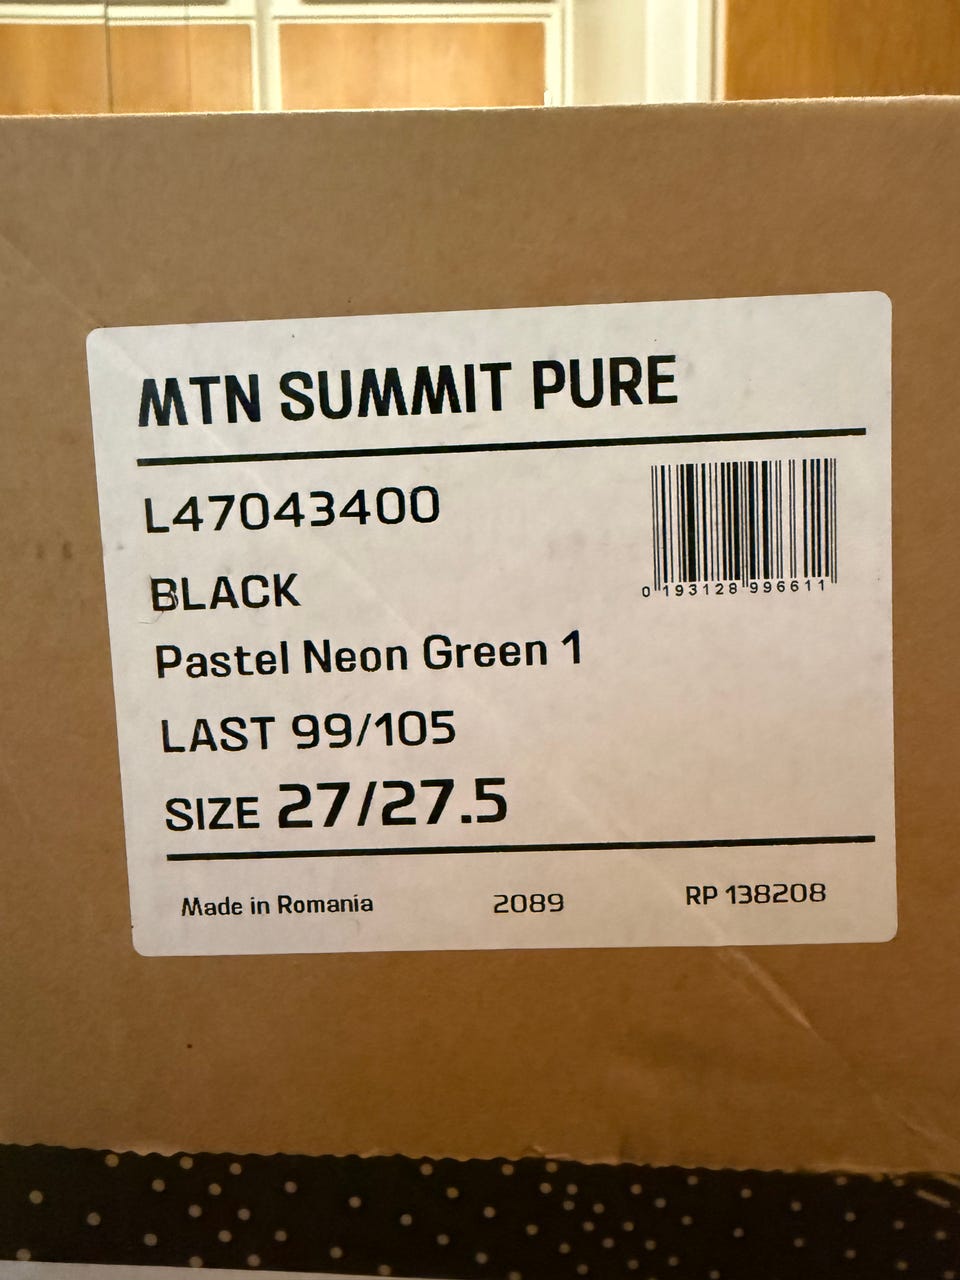 MTN SUMMIT PURE
L47043400
0 193128 996611
BLACK
Pastel Neon Green 1
LAST 99/105
SIZE 27/27.5
Made in Romania 2089 RP 138208